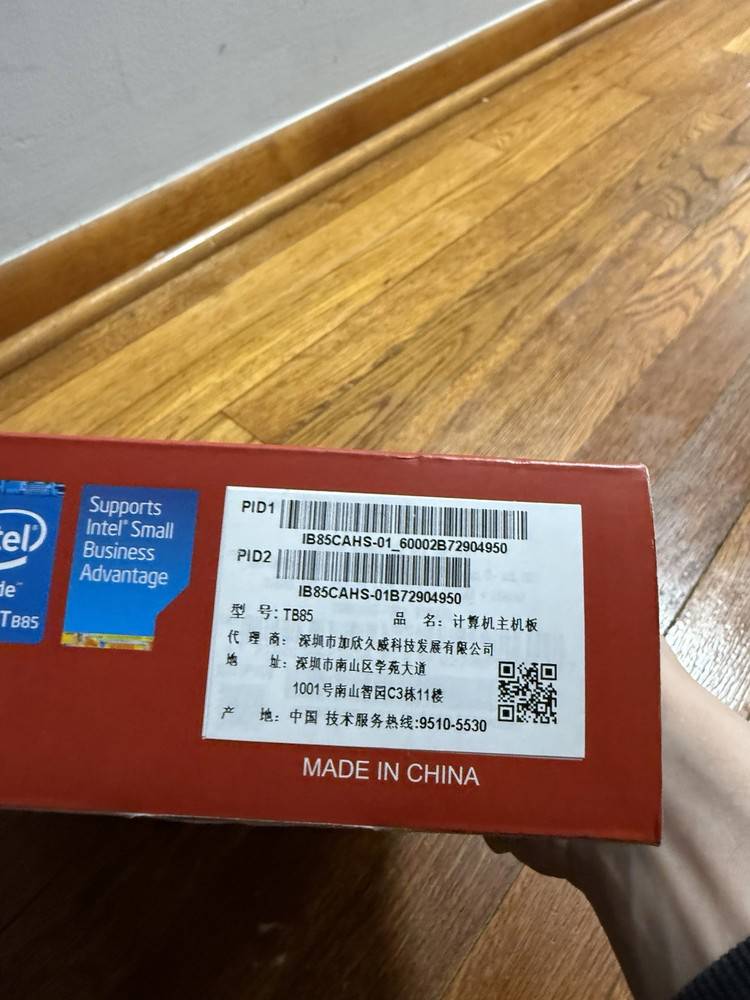 Supports
Intel® Small
Business
Advantage
tel®
de™
TB85
PID1
IB85CAHS-01_60002B72904950
PID2
IB85CAHS-01B72904950
型 号:TB85 品 名:计算机主机板
代 理 商:深圳市加欣久威科技发展有限公司
地 址:深圳市南山区学苑大道
1001号南山智园C3栋11楼
产 地:中国 技术服务热线:9510-5530
MADE IN CHINA